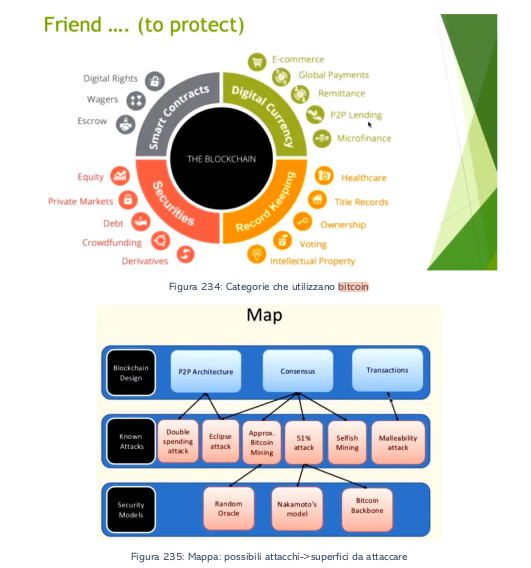 Friend .... (to protect)
E-commerce
Digital Rights
Global Payments
Wagers
Remittance
Escrow
P2P Lending
Microfinance
Smart Contracts
Digital Currency
THE BLOCKCHAIN
Securities
Record Keeping
Equity
Healthcare
Private Markets
Title Records
Debt
Ownership
Crowdfunding
Voting
Derivatives
Intellectual Property
Figura 234: Categorie che utilizzano bitcoin
Map
Blockchain
Design
P2P Architecture
Consensus
Transactions
Known
Attacks
Double
spending
attack
Eclipse
attack
Approx.
Bitcoin
Mining
51%
attack
Selfish
Mining
Malleability
attack
Security
Models
Random
Oracle
Nakamoto's
model
Bitcoin
Backbone
Figura 235: Mappa: possibili attacchi->superfici da attaccare